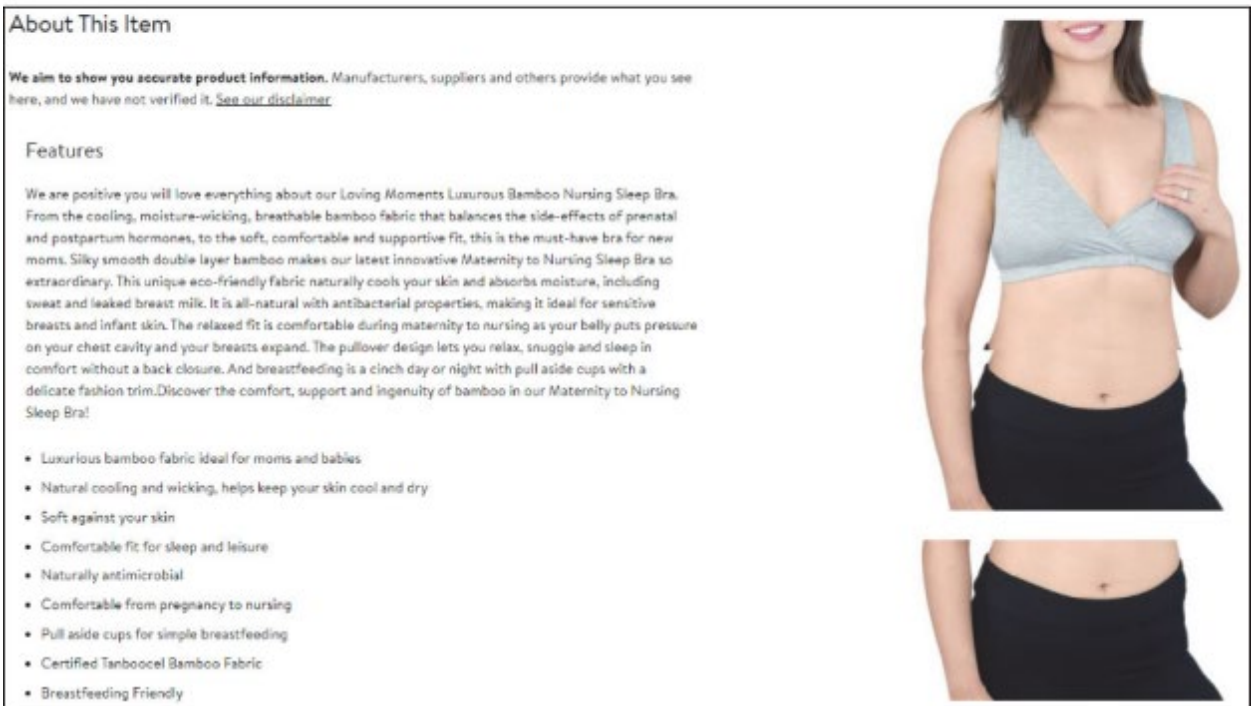 About This Item
We aim to show you accurate product information. Manufacturers, suppliers and others provide what you see
here, and we have not verified it. See our disclaimer
Features
We are positive you will love everything about our Loving Moments Luxurous Bamboo Nursing Sleep Bra.
From the cooling, moisture-wicking, breathable bamboo fabric that balances the side-effects of prenatal
and postpartum hormones, to the soft, comfortable and supportive fit, this is the must-have bra for new
moms. Silky smooth double layer bamboo makes our latest innovative Maternity to Nursing Sleep Bra so
extraordinary. This unique eco-friendly fabric naturally cools your skin and absorbs moisture, including
sweat and leaked breast milk. It is all-natural with antibacterial properties, making it ideal for sensitive
breasts and infant skin. The relaxed fit is comfortable during maternity to nursing as your belly puts pressure
on your chest cavity and your breasts expand. The pullover design lets you relax, snuggle and sleep in
comfort without a back closure. And breastfeeding is a cinch day or night with pull aside cups with a
delicate fashion trim.Discover the comfort, support and ingenuity of bamboo in our Maternity to Nursing
Sleep Bra!
• Luxurious bamboo fabric ideal for moms and babies
• Natural cooling and wicking, helps keep your skin cool and dry
• Soft against your skin
• Comfortable fit for sleep and leisure
• Naturally antimicrobial
• Comfortable from pregnancy to nursing
• Pull aside cups for simple breastfeeding
• Certified Tanboocel Bamboo Fabric
• Breastfeeding Friendly